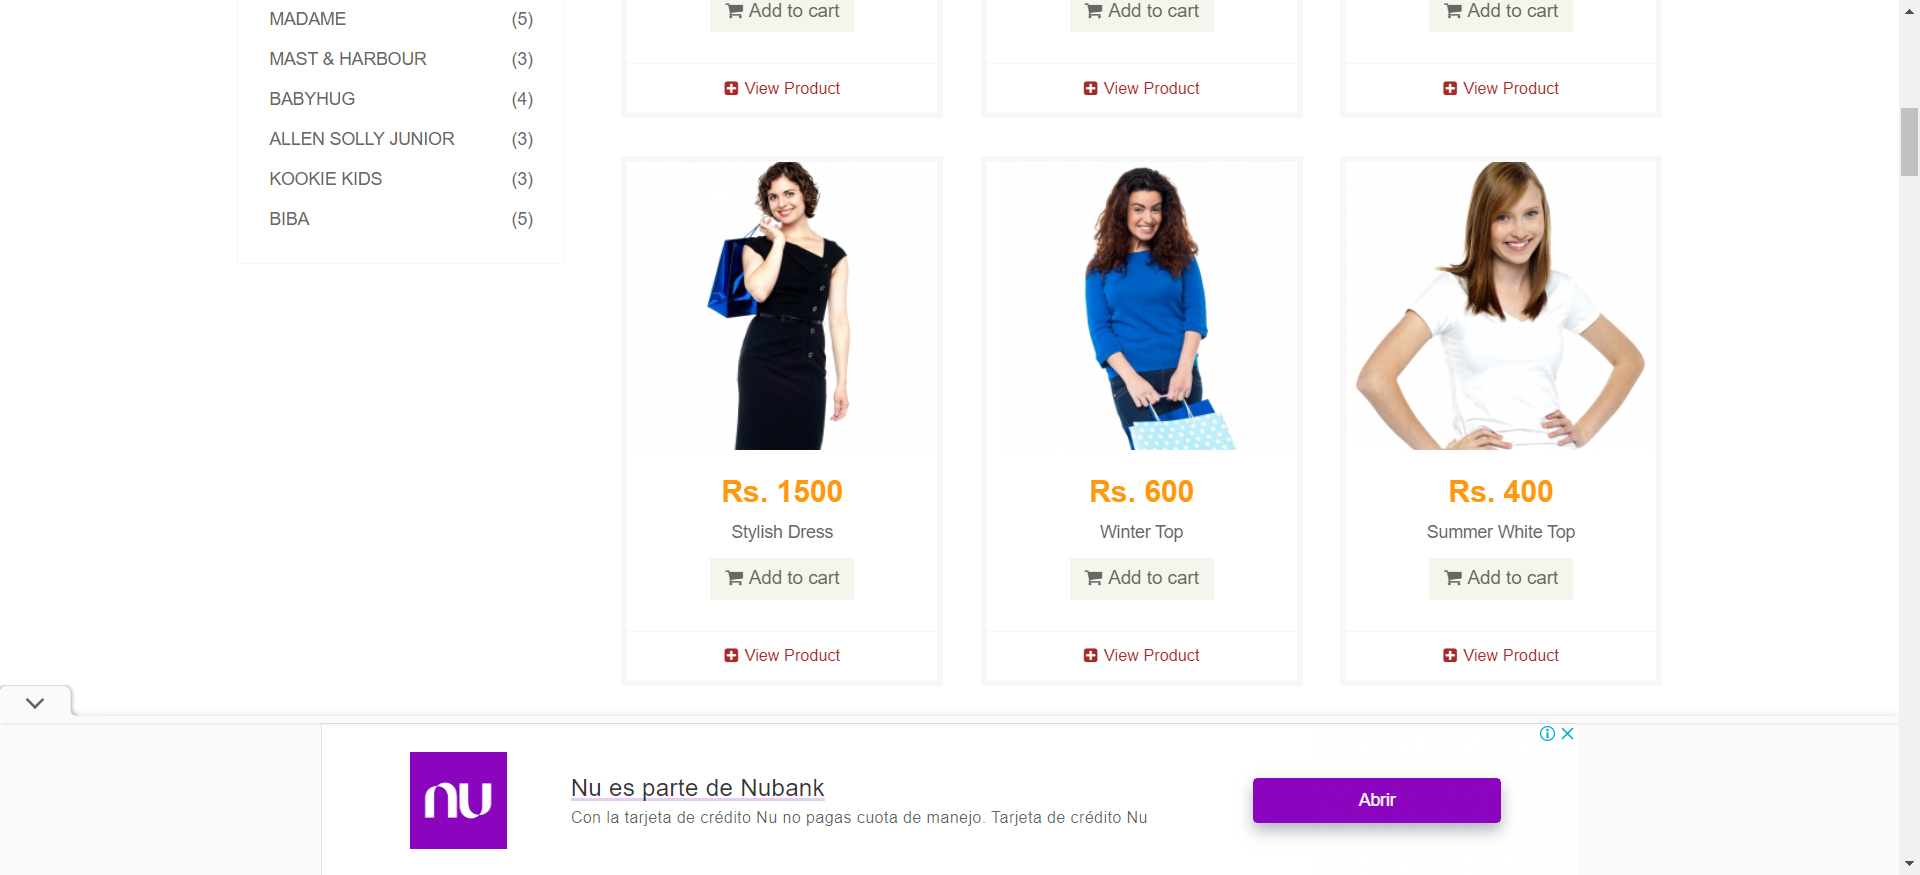 MADAME (5)
MAST & HARBOUR (3)
BABYHUG (4)
ALLEN SOLLY JUNIOR (3)
KOOKIE KIDS (3)
BIBA (5)
Add to cart Add to cart Add to cart
View Product View Product View Product
Rs. 1500 Rs. 600 Rs. 400
Stylish Dress Winter Top Summer White Top
Add to cart Add to cart Add to cart
View Product View Product View Product
nu
Nu es parte de Nubank
Con la tarjeta de crédito Nu no pagas cuota de manejo. Tarjeta de crédito Nu
Abrir